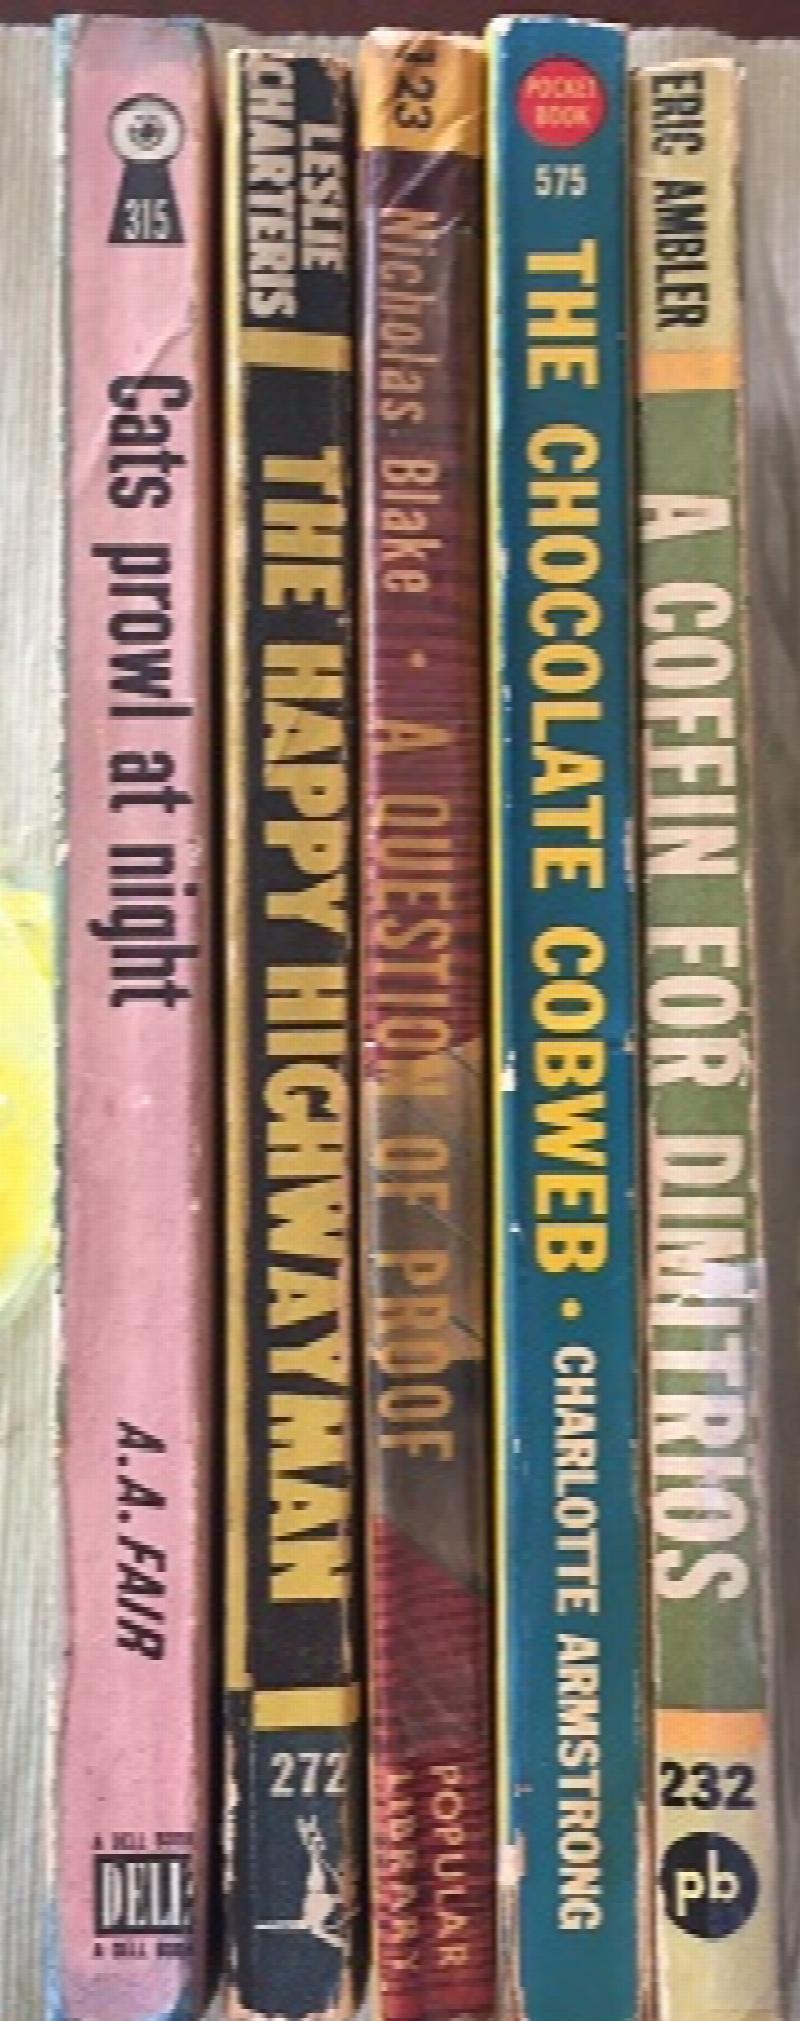 315
Cats prowl at night
A.A. FAIR
A DELL BOOK
DELL
A DELL BOOK
LESLIE
CHARTERIS
THE HAPPY HIGHWAYMAN
272
123
Nicholas Blake • A QUESTION OF PROOF
POPULAR
LIBRARY
POCKET
BOOK
575
THE CHOCOLATE COBWEB • CHARLOTTE ARMSTRONG
ERIC AMBLER
A COFFIN FOR DIMITRIOS
232
pb